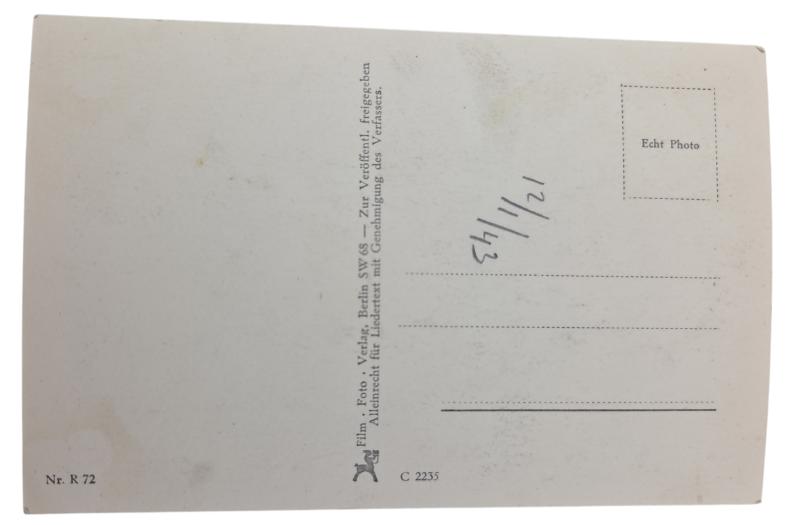 Film · Foto · Verlag, Berlin SW 68 — Zur Veröffentl. freigegeben
Alleinrecht für Liedertext mit Genehmigung des Verfassers.
Echt Photo
12/1/43
Nr. R 72
C 2235